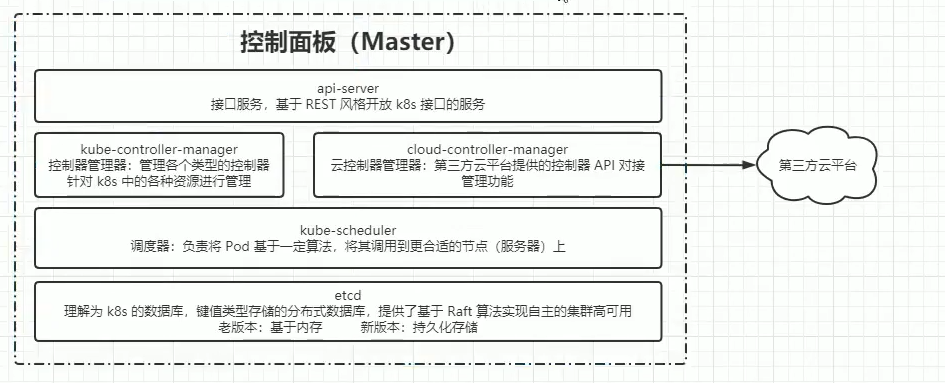 控制面板（Master）
api-server
接口服务，基于 REST 风格开放 k8s 接口的服务
kube-controller-manager
控制器管理器：管理各个类型的控制器
针对 k8s 中的各种资源进行管理
cloud-controller-manager
云控制器管理器：第三方云平台提供的控制器 API 对接
管理功能
第三方云平台
kube-scheduler
调度器：负责将 Pod 基于一定算法，将其调用到更合适的节点（服务器）上
etcd
理解为 k8s 的数据库，键值类型存储的分布式数据库，提供了基于 Raft 算法实现自主的集群高可用
老版本：基于内存 新版本：持久化存储